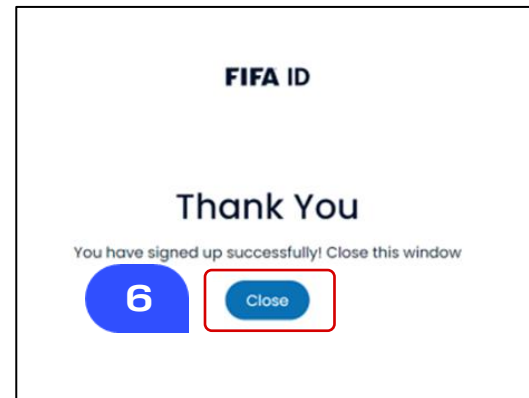 FIFA ID
Thank You
You have signed up successfully! Close this window
6
Close